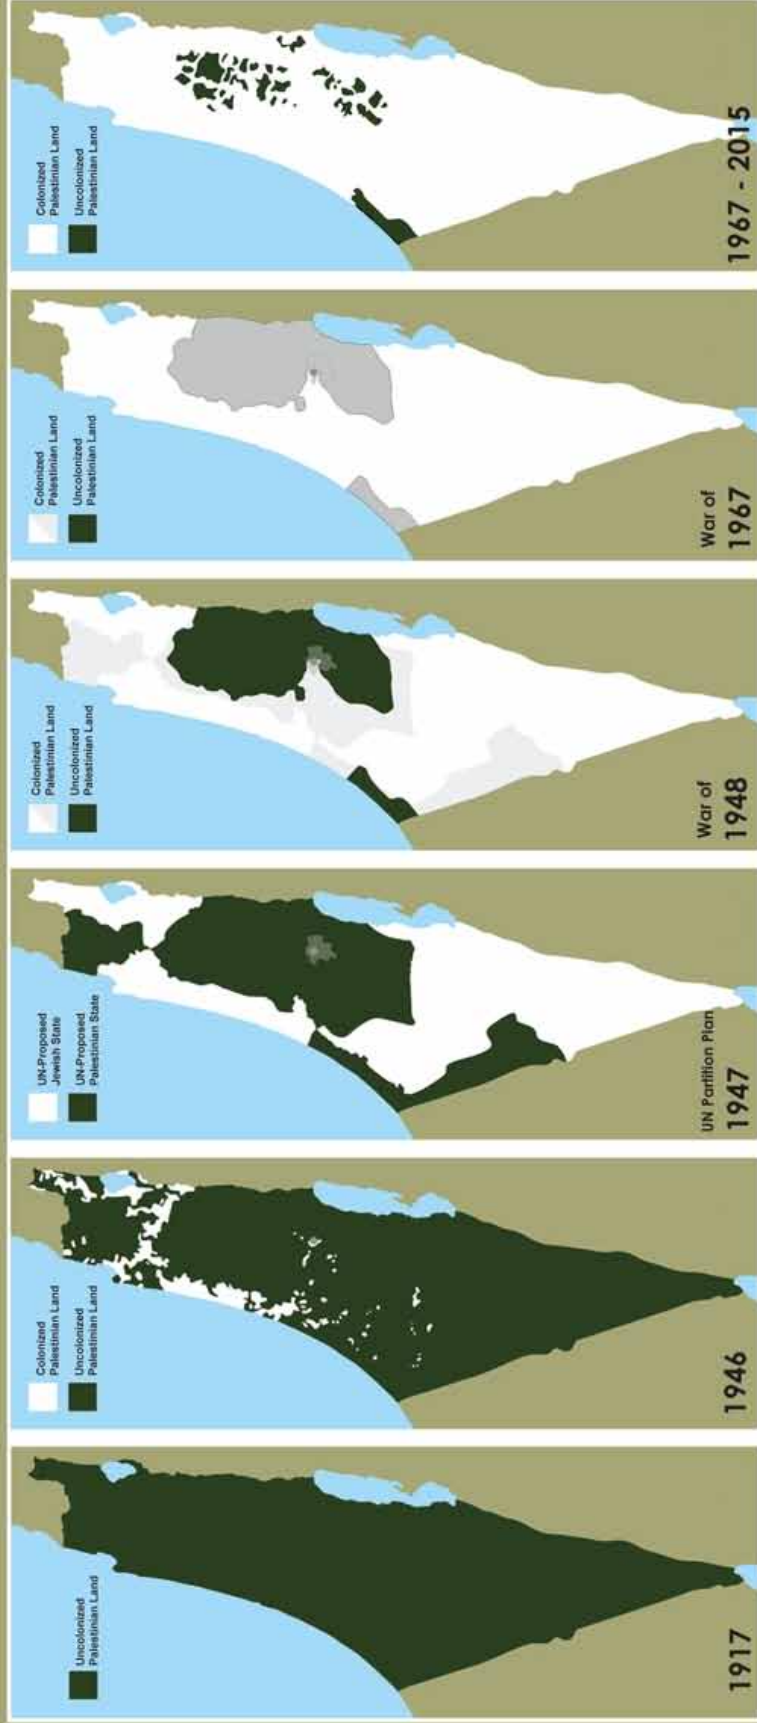 Uncolonized
Palestinian Land
1917
Colonized
Palestinian Land
Uncolonized
Palestinian Land
1946
UN-Proposed
Jewish State
UN-Proposed
Palestinian State
UN Partition Plan
1947
Colonized
Palestinian Land
Uncolonized
Palestinian Land
War of
1948
Colonized
Palestinian Land
Uncolonized
Palestinian Land
War of
1967
Colonized
Palestinian Land
Uncolonized
Palestinian Land
1967 - 2015